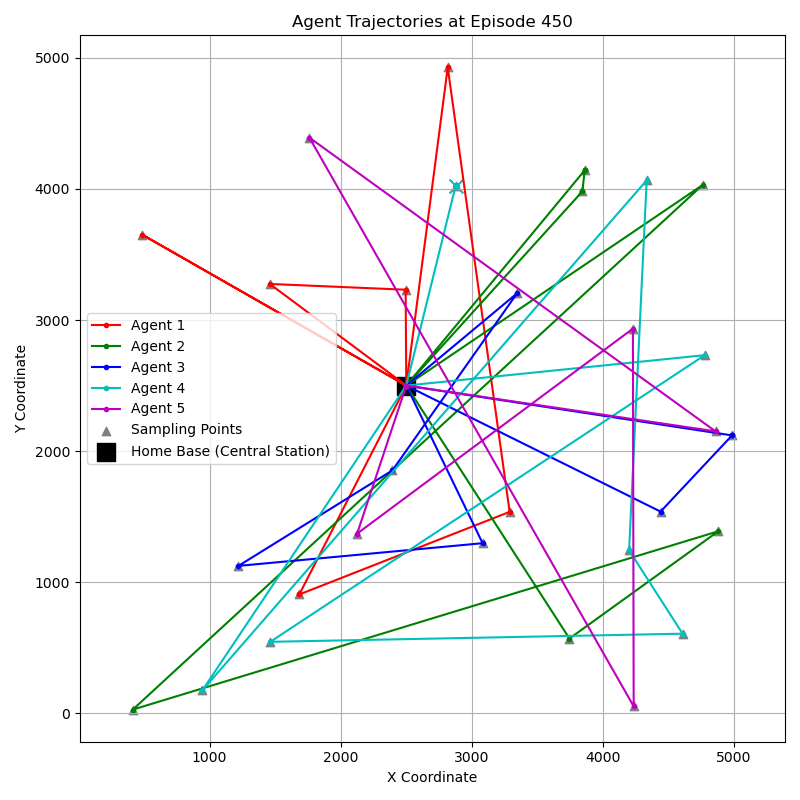 Agent Trajectories at Episode 450
Y Coordinate
5000
4000
3000
2000
1000
0
Agent 1
Agent 2
Agent 3
Agent 4
Agent 5
Sampling Points
Home Base (Central Station)
1000 2000 3000 4000 5000
X Coordinate